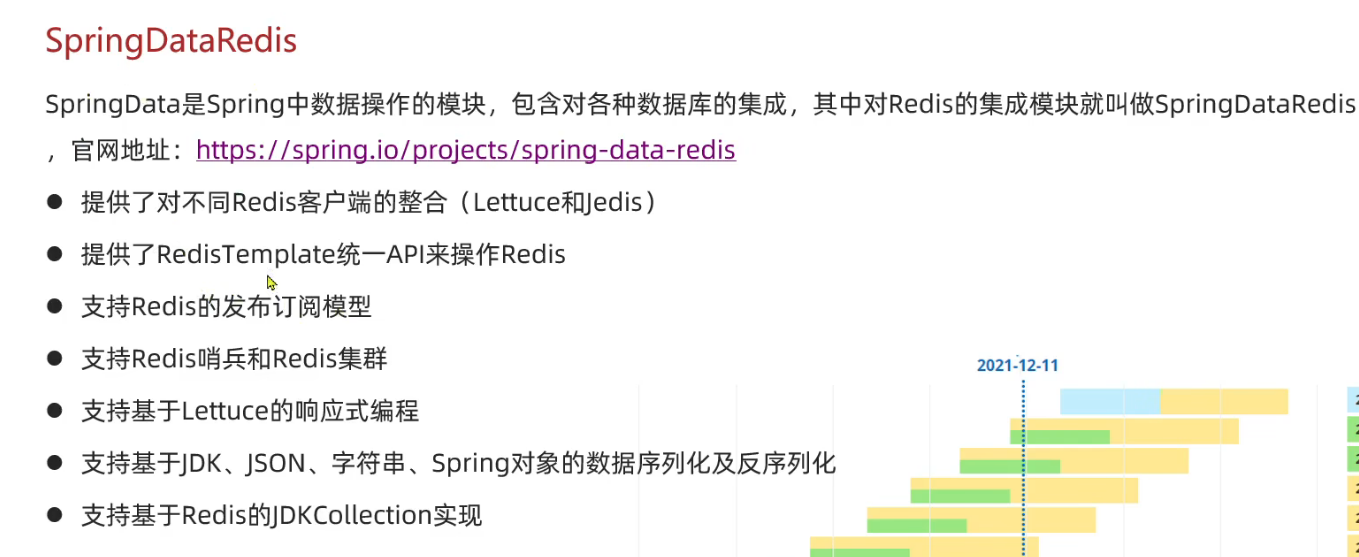 SpringDataRedis
SpringData是Spring中数据操作的模块，包含对各种数据库的集成，其中对Redis的集成模块就叫做SpringDataRedis
，官网地址：https://spring.io/projects/spring-data-redis
● 提供了对不同Redis客户端的整合（Lettuce和Jedis）
● 提供了RedisTemplate统一API来操作Redis
● 支持Redis的发布订阅模型
● 支持Redis哨兵和Redis集群
2021-12-11
● 支持基于Lettuce的响应式编程
● 支持基于JDK、JSON、字符串、Spring对象的数据序列化及反序列化
● 支持基于Redis的JDKCollection实现